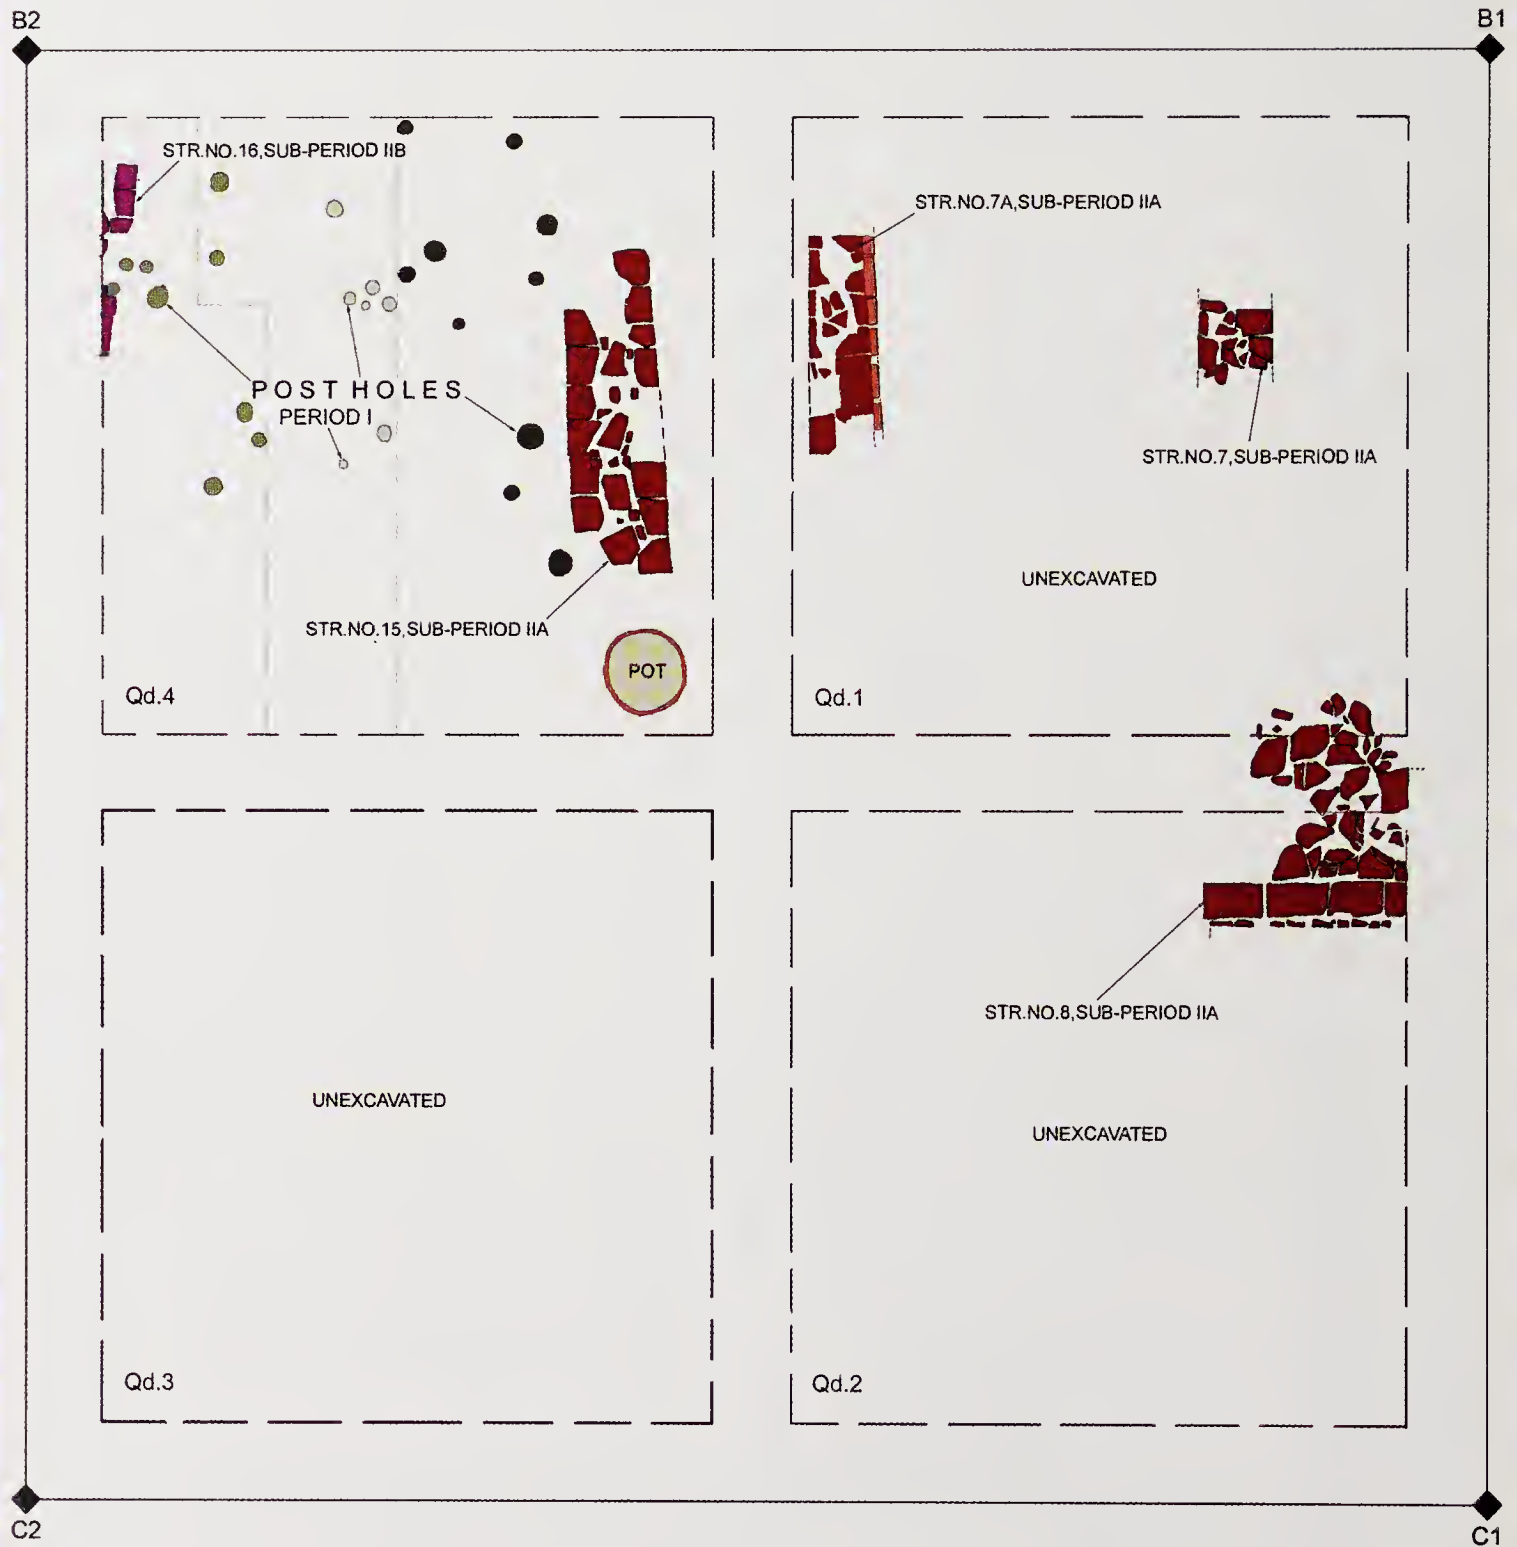 B2
B1
STR.NO.16,SUB-PERIOD IIB
STR.NO.7A,SUB-PERIOD IIA
POST HOLES
PERIOD I
STR.NO.7,SUB-PERIOD IIA
UNEXCAVATED
STR.NO.15,SUB-PERIOD IIA
POT
Qd.4
Qd.1
STR.NO.8,SUB-PERIOD IIA
UNEXCAVATED
UNEXCAVATED
Qd.3
Qd.2
C2
C1